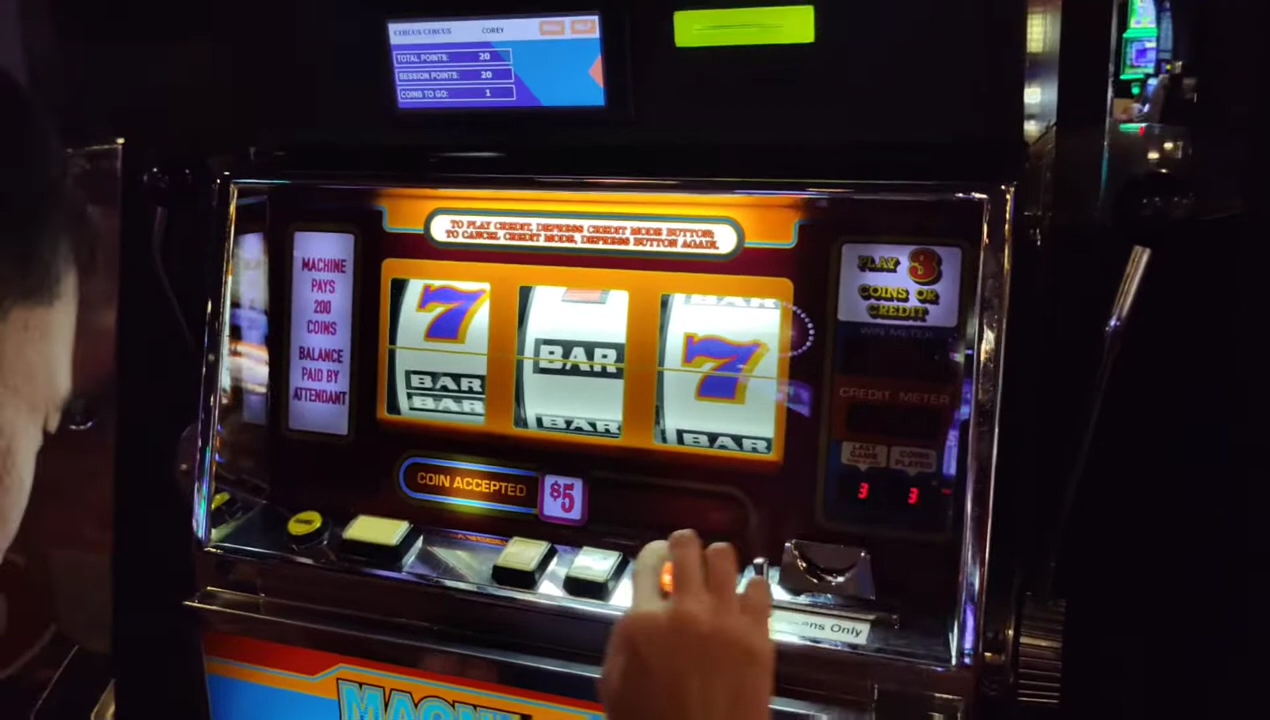 CIRCUS CIRCUS COREY
TOTAL POINTS: 20
SESSION POINTS: 20
COINS TO GO: 1
TO PLAY CREDIT, DEPRESS CREDIT MODE BUTTON;
TO CANCEL CREDIT MODE, DEPRESS BUTTON AGAIN.
MACHINE
PAYS
200
COINS
BALANCE
PAID BY
ATTENDANT
7
BAR
BAR
BAR
BAR
BAR
7
BAR
PLAY 3
COINS OR
CREDIT
WIN METER
CREDIT METER
LAST
GAME
COINS
PLAYED
3 3
COIN ACCEPTED $5
Only